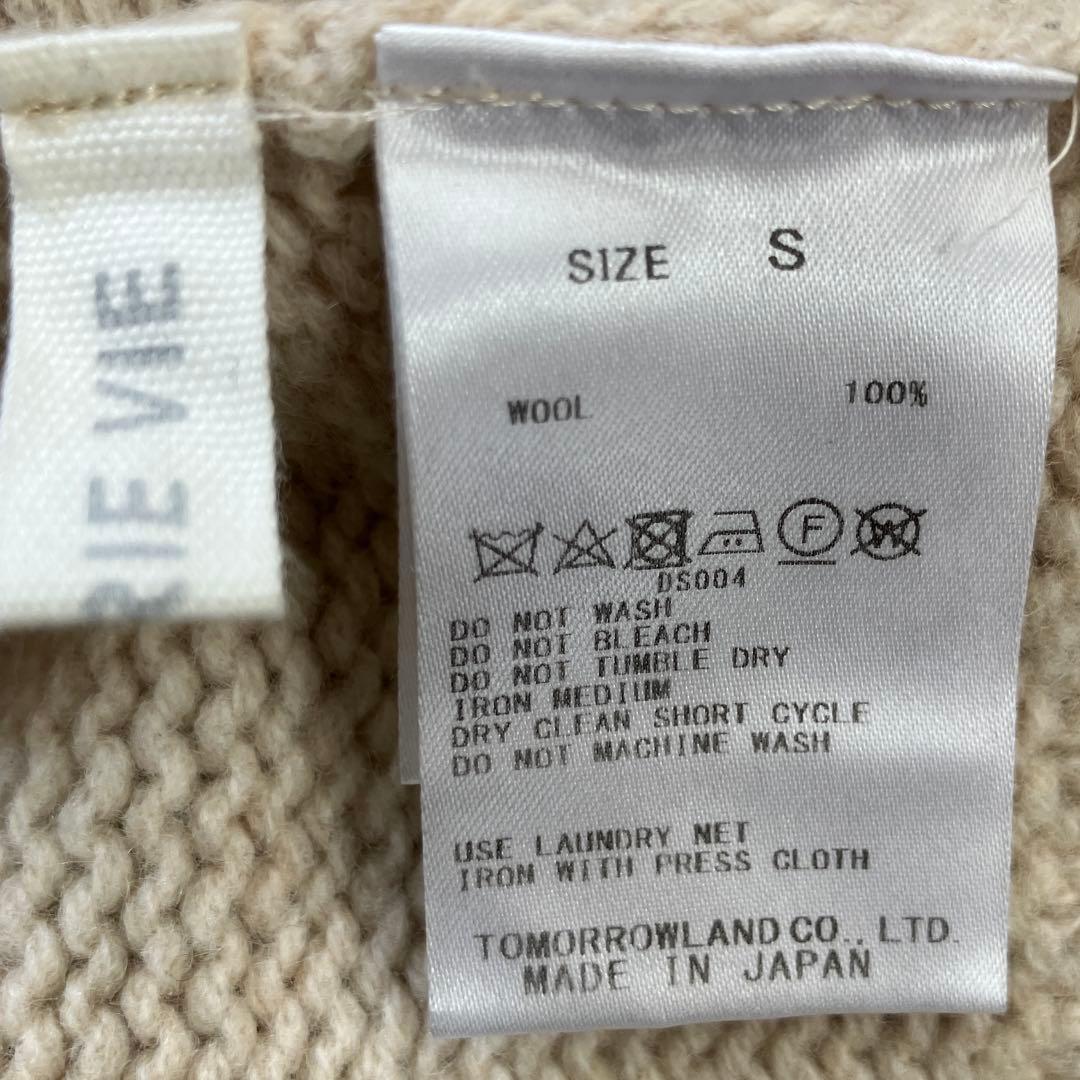 RIE VIE
SIZE S
WOOL 100%
F W
DS004
DO NOT WASH
DO NOT BLEACH
DO NOT TUMBLE DRY
IRON MEDIUM
DRY CLEAN SHORT CYCLE
DO NOT MACHINE WASH
USE LAUNDRY NET
IRON WITH PRESS CLOTH
TOMORROWLAND CO., LTD.
MADE IN JAPAN